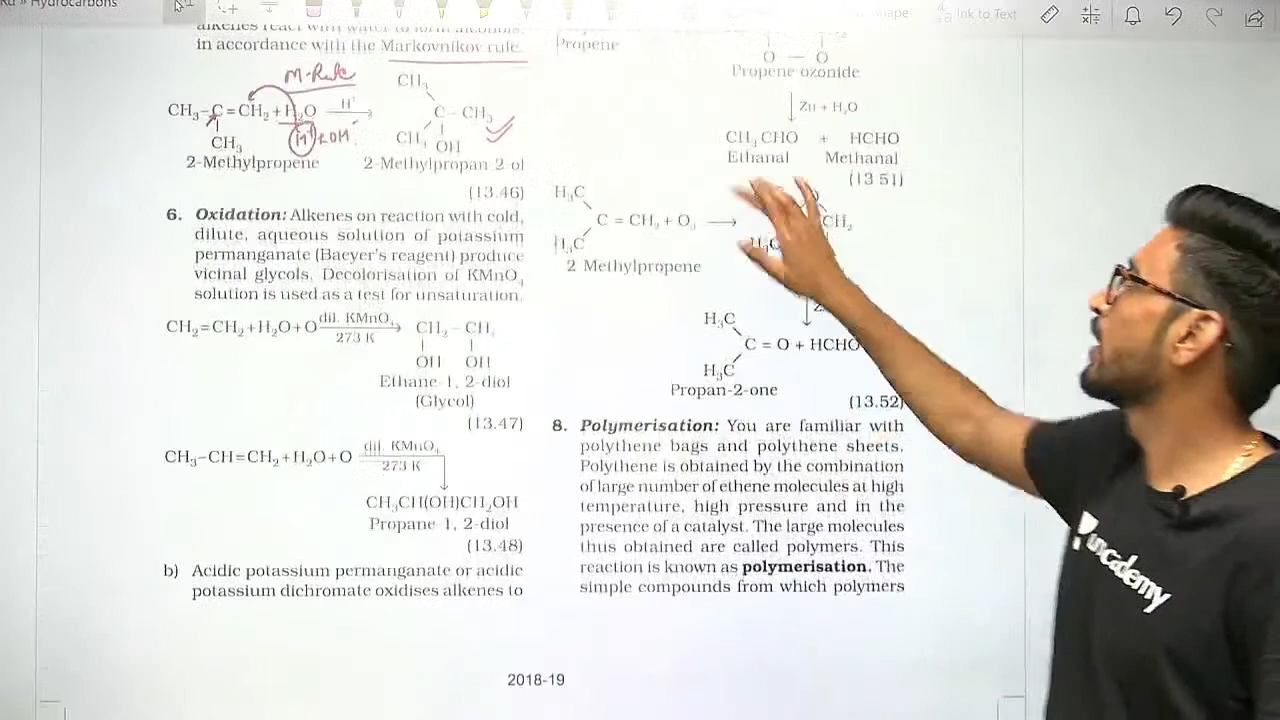 » Hydrocarbons
Ink to Text
alkenes react with water to form alcohols,
in accordance with the Markovnikov rule.
M-Rule
CH₃
CH₃–C=CH₂+H₂O H⁺ C – CH₃
CH₃ H⁺ OH CH₃ OH
2-Methylpropene 2-Methylpropan 2-ol
(13.46)
6. Oxidation: Alkenes on reaction with cold,
dilute, aqueous solution of potassium
permanganate (Baeyer's reagent) produce
vicinal glycols. Decolorisation of KMnO₄
solution is used as a test for unsaturation.
CH₂=CH₂+H₂O+O dil. KMnO₄ 273 K CH₂ – CH₂
OH OH
Ethane-1, 2-diol
(Glycol)
(13.47)
CH₃–CH=CH₂+H₂O+O dil. KMnO₄ 273 K
CH₃CH(OH)CH₂OH
Propane-1, 2-diol
(13.48)
b) Acidic potassium permanganate or acidic
potassium dichromate oxidises alkenes to
Propene
O — O
Propene ozonide
Zn + H₂O
CH₃CHO + HCHO
Ethanal Methanal
(13 51)
H₃C
C = CH₂ + O₃ → CH₂
H₃C H₃C
2 Methylpropene
H₃C
C = O + HCHO
H₃C
Propan-2-one
(13.52)
8. Polymerisation: You are familiar with
polythene bags and polythene sheets.
Polythene is obtained by the combination
of large number of ethene molecules at high
temperature, high pressure and in the
presence of a catalyst. The large molecules
thus obtained are called polymers. This
reaction is known as polymerisation. The
simple compounds from which polymers
2018-19
unacademy